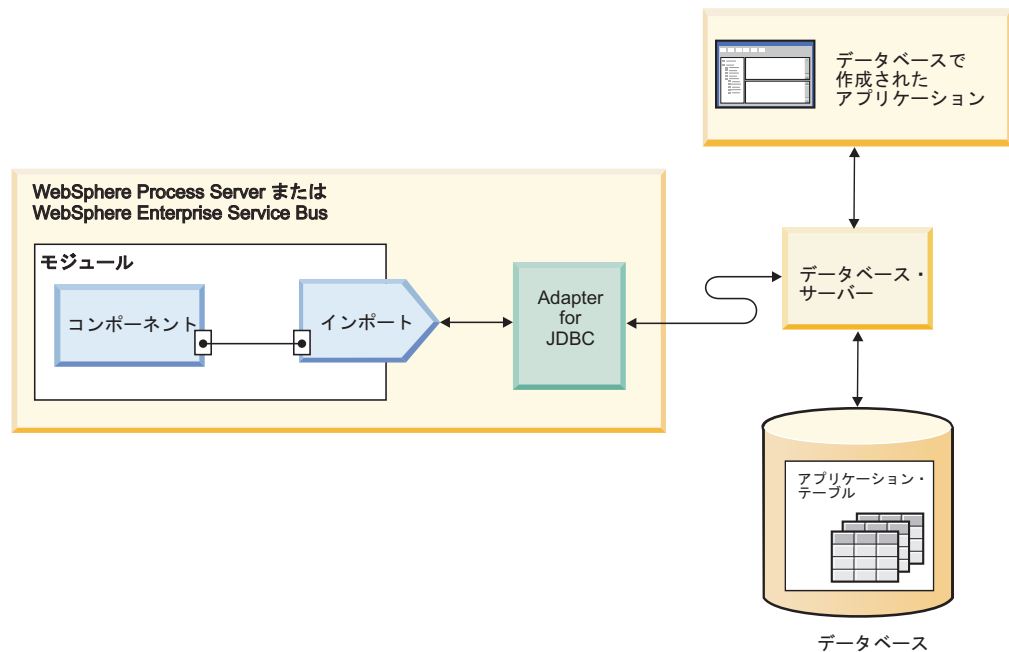 データベースで
作成された
アプリケーション
WebSphere Process Server または
WebSphere Enterprise Service Bus
モジュール
コンポーネント
インポート
Adapter
for
JDBC
データベース・
サーバー
アプリケーション・
テーブル
データベース